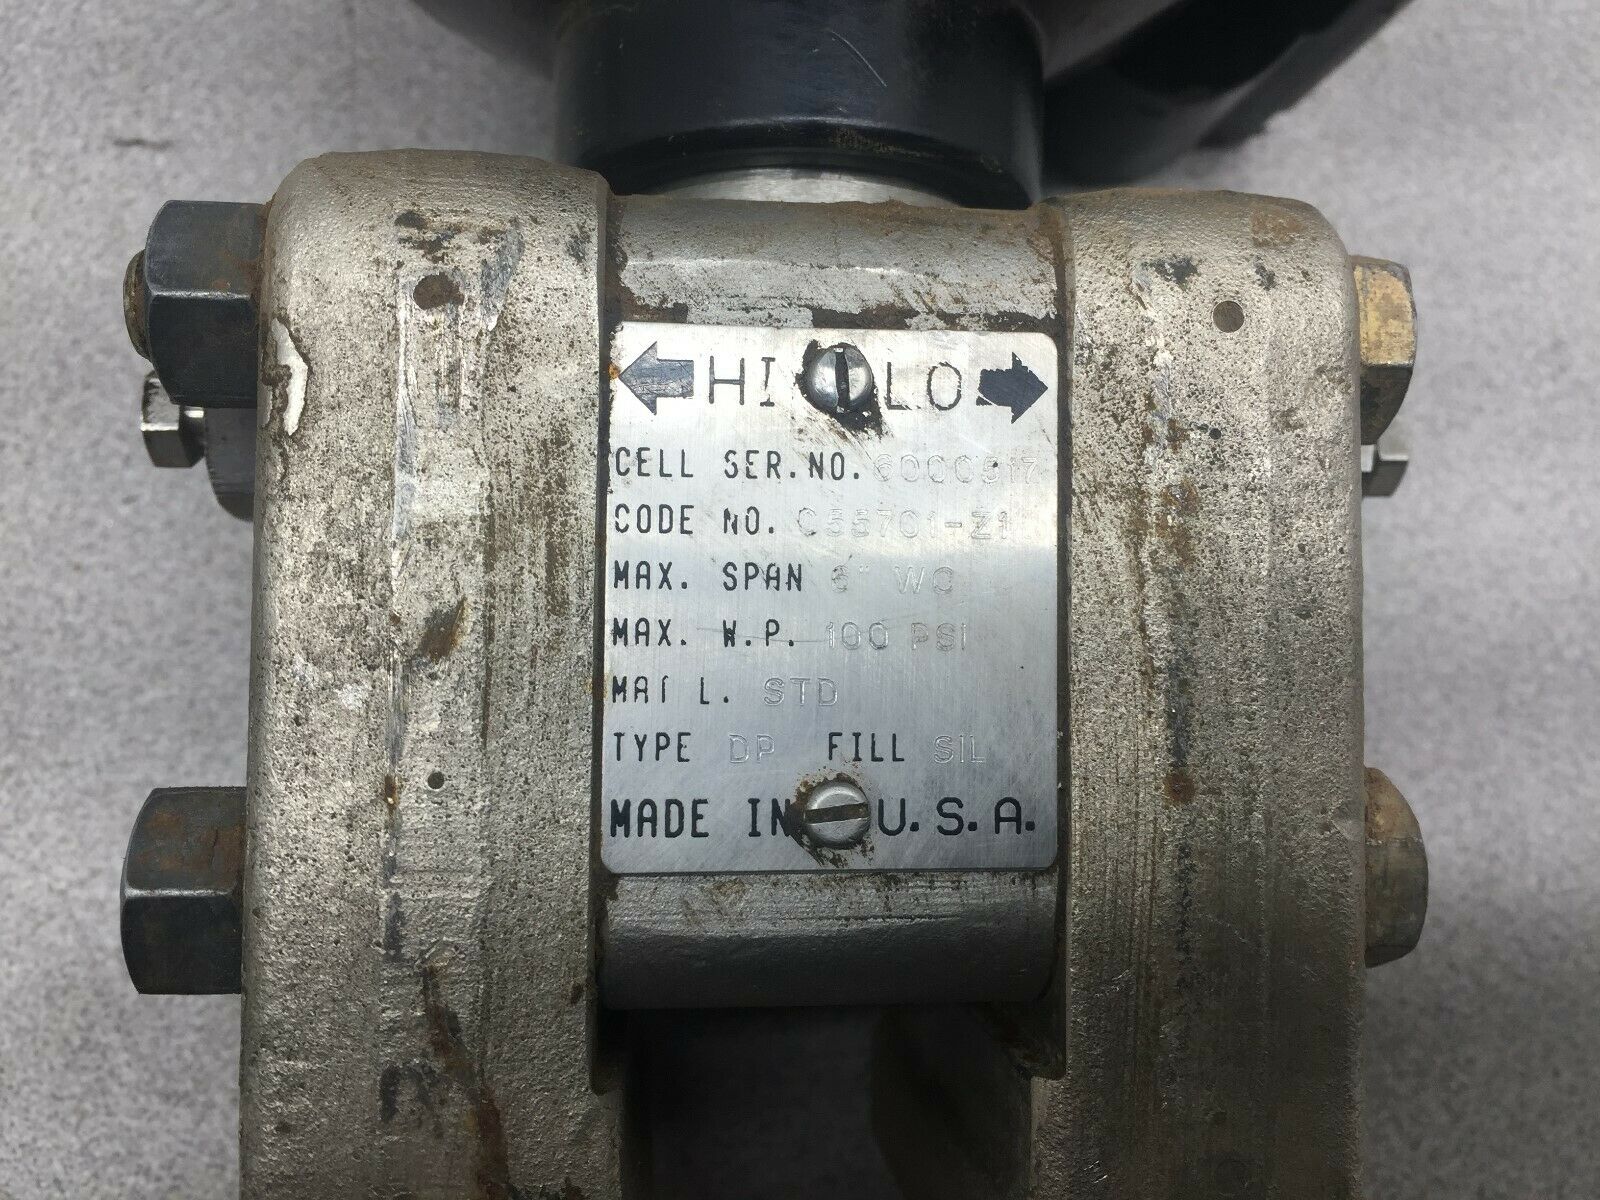 HI LO
CELL SER.NO. 6000317
CODE NO. C55701-Z1
MAX. SPAN 6" WC
MAX. W.P. 100 PSI
MAT L. STD
TYPE DP FILL SIL
MADE IN U.S.A.